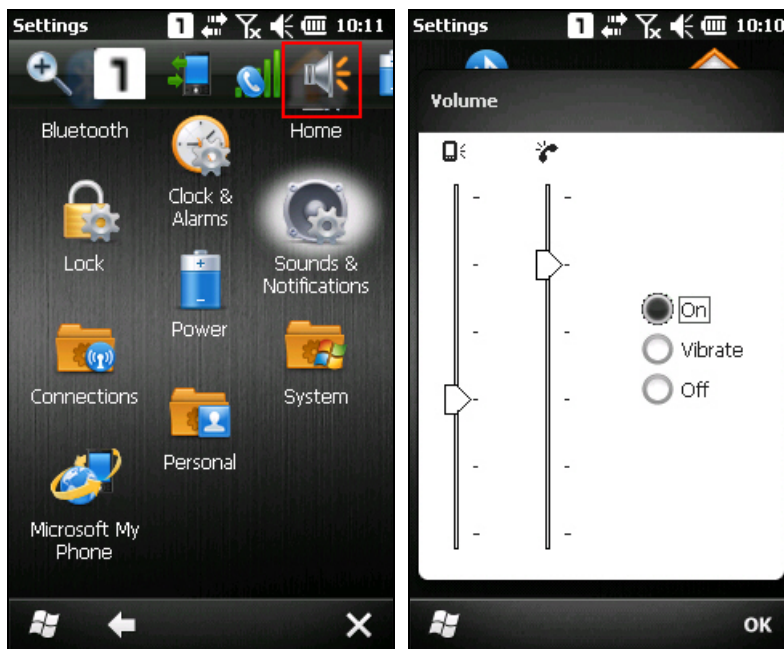 Settings 1 10:11
1
Bluetooth
Home
Clock &
Alarms
Lock
Sounds &
Notifications
Power
Connections
System
Personal
Microsoft My
Phone
Settings 1 10:10
Volume
On
Vibrate
Off
OK